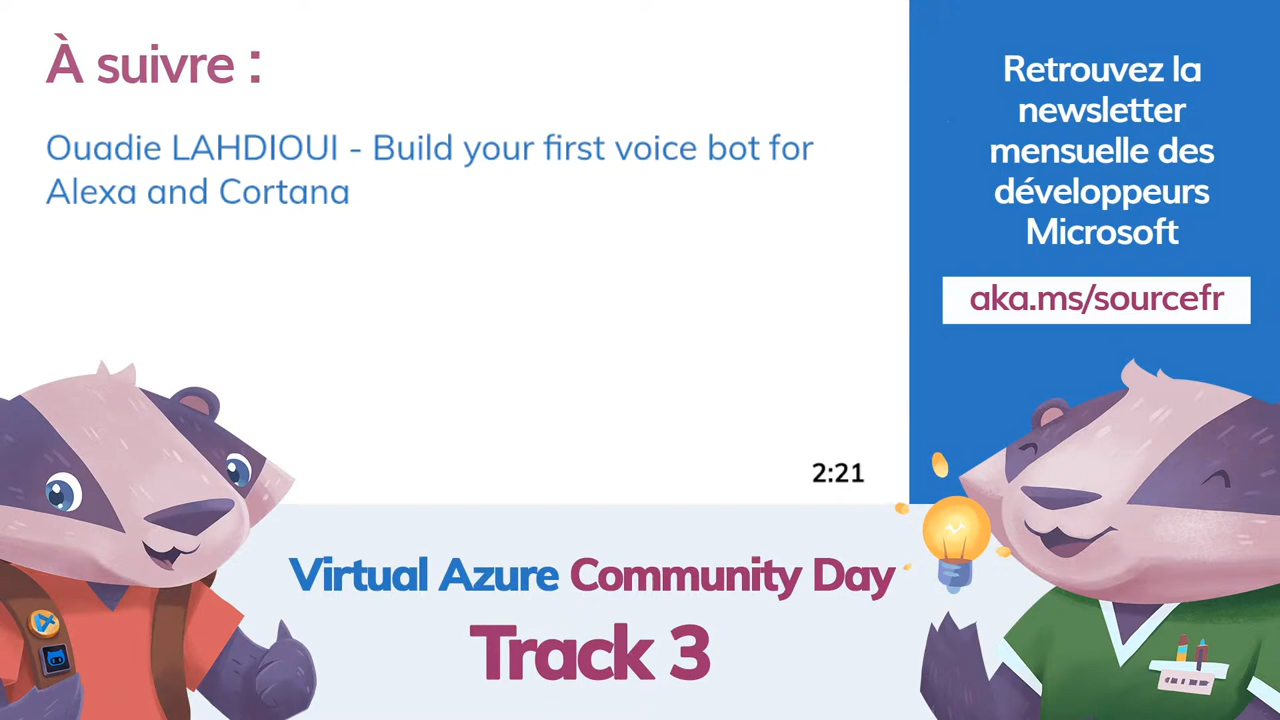 À suivre :
Ouadie LAHDIOUI - Build your first voice bot for
Alexa and Cortana
2:21
Retrouvez la
newsletter
mensuelle des
développeurs
Microsoft
aka.ms/sourcefr
Virtual Azure Community Day
Track 3